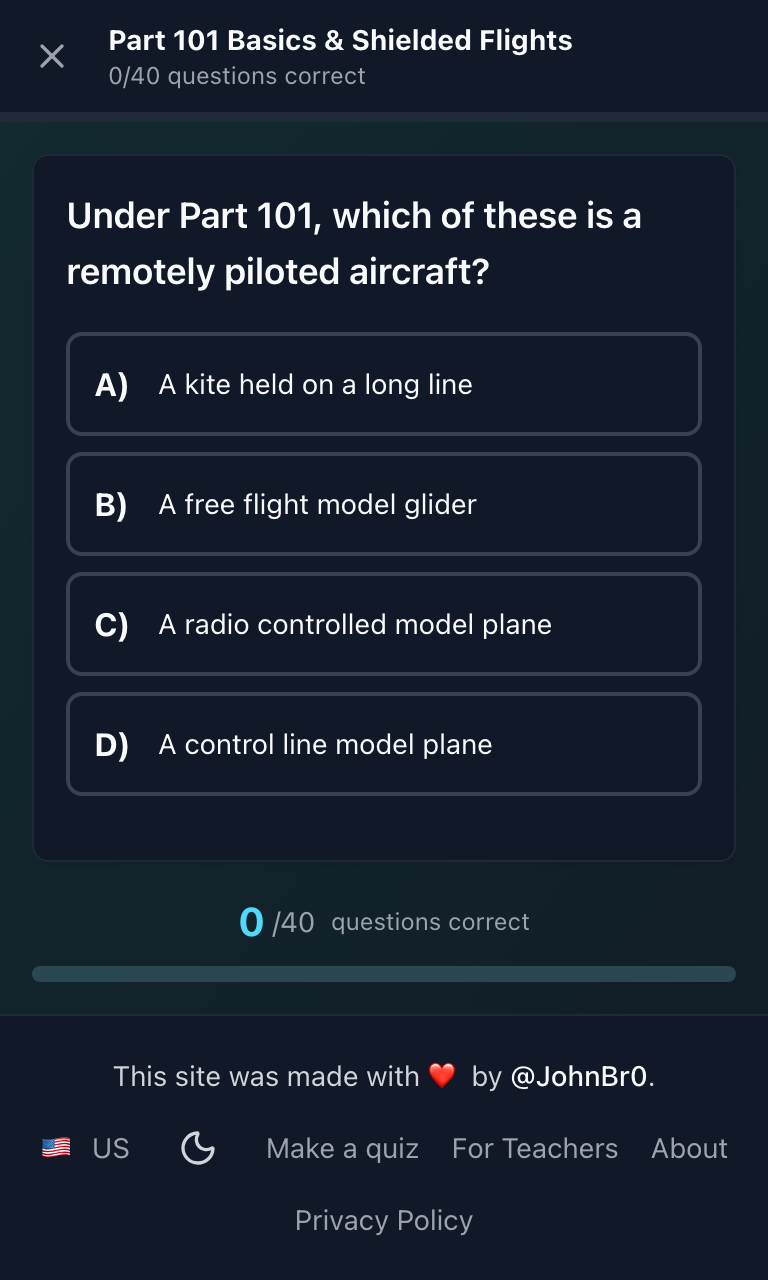 Part 101 Basics & Shielded Flights
0/40 questions correct
Under Part 101, which of these is a
remotely piloted aircraft?
A) A kite held on a long line
B) A free flight model glider
C) A radio controlled model plane
D) A control line model plane
0 /40 questions correct
This site was made with ❤️ by @JohnBr0.
🇺🇸 US Make a quiz For Teachers About
Privacy Policy